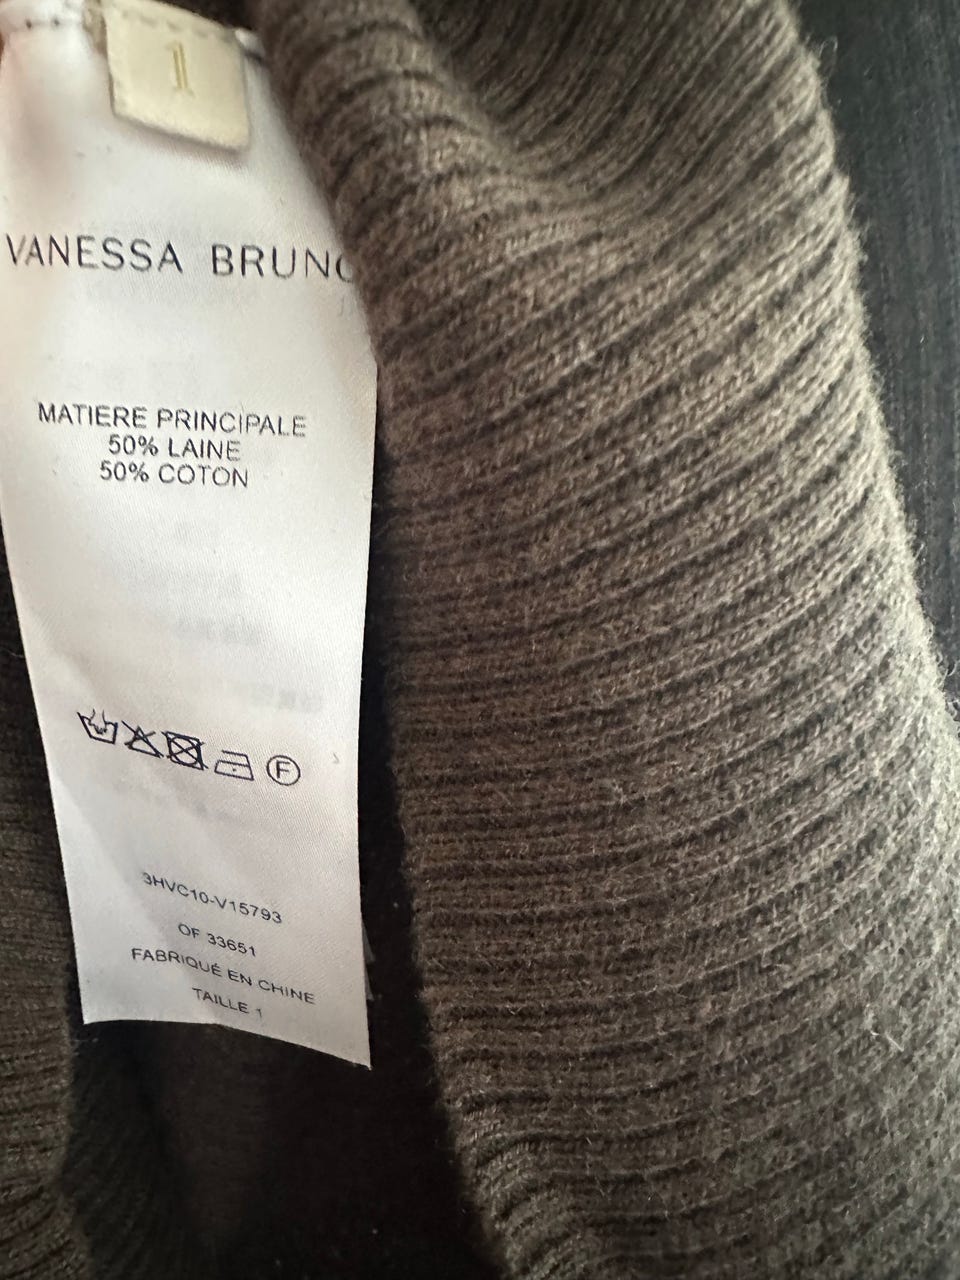 1
VANESSA BRUNO
MATIERE PRINCIPALE
50% LAINE
50% COTON
F
3HVC10-V15793
OF 33651
FABRIQUÉ EN CHINE
TAILLE 1